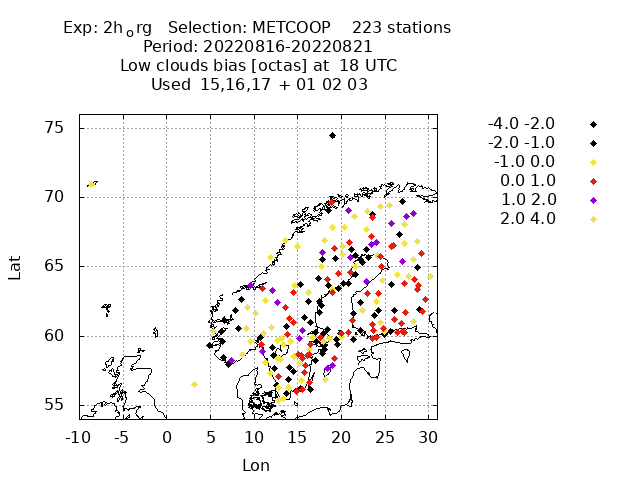 Exp: 2h_org Selection: METCOOP 223 stations
Period: 20220816-20220821
Low clouds bias [octas] at 18 UTC
Used 15,16,17 + 01 02 03
-4.0 -2.0
-2.0 -1.0
-1.0 0.0
0.0 1.0
1.0 2.0
2.0 4.0
75
70
65
60
55
Lat
-10 -5 0 5 10 15 20 25 30
Lon